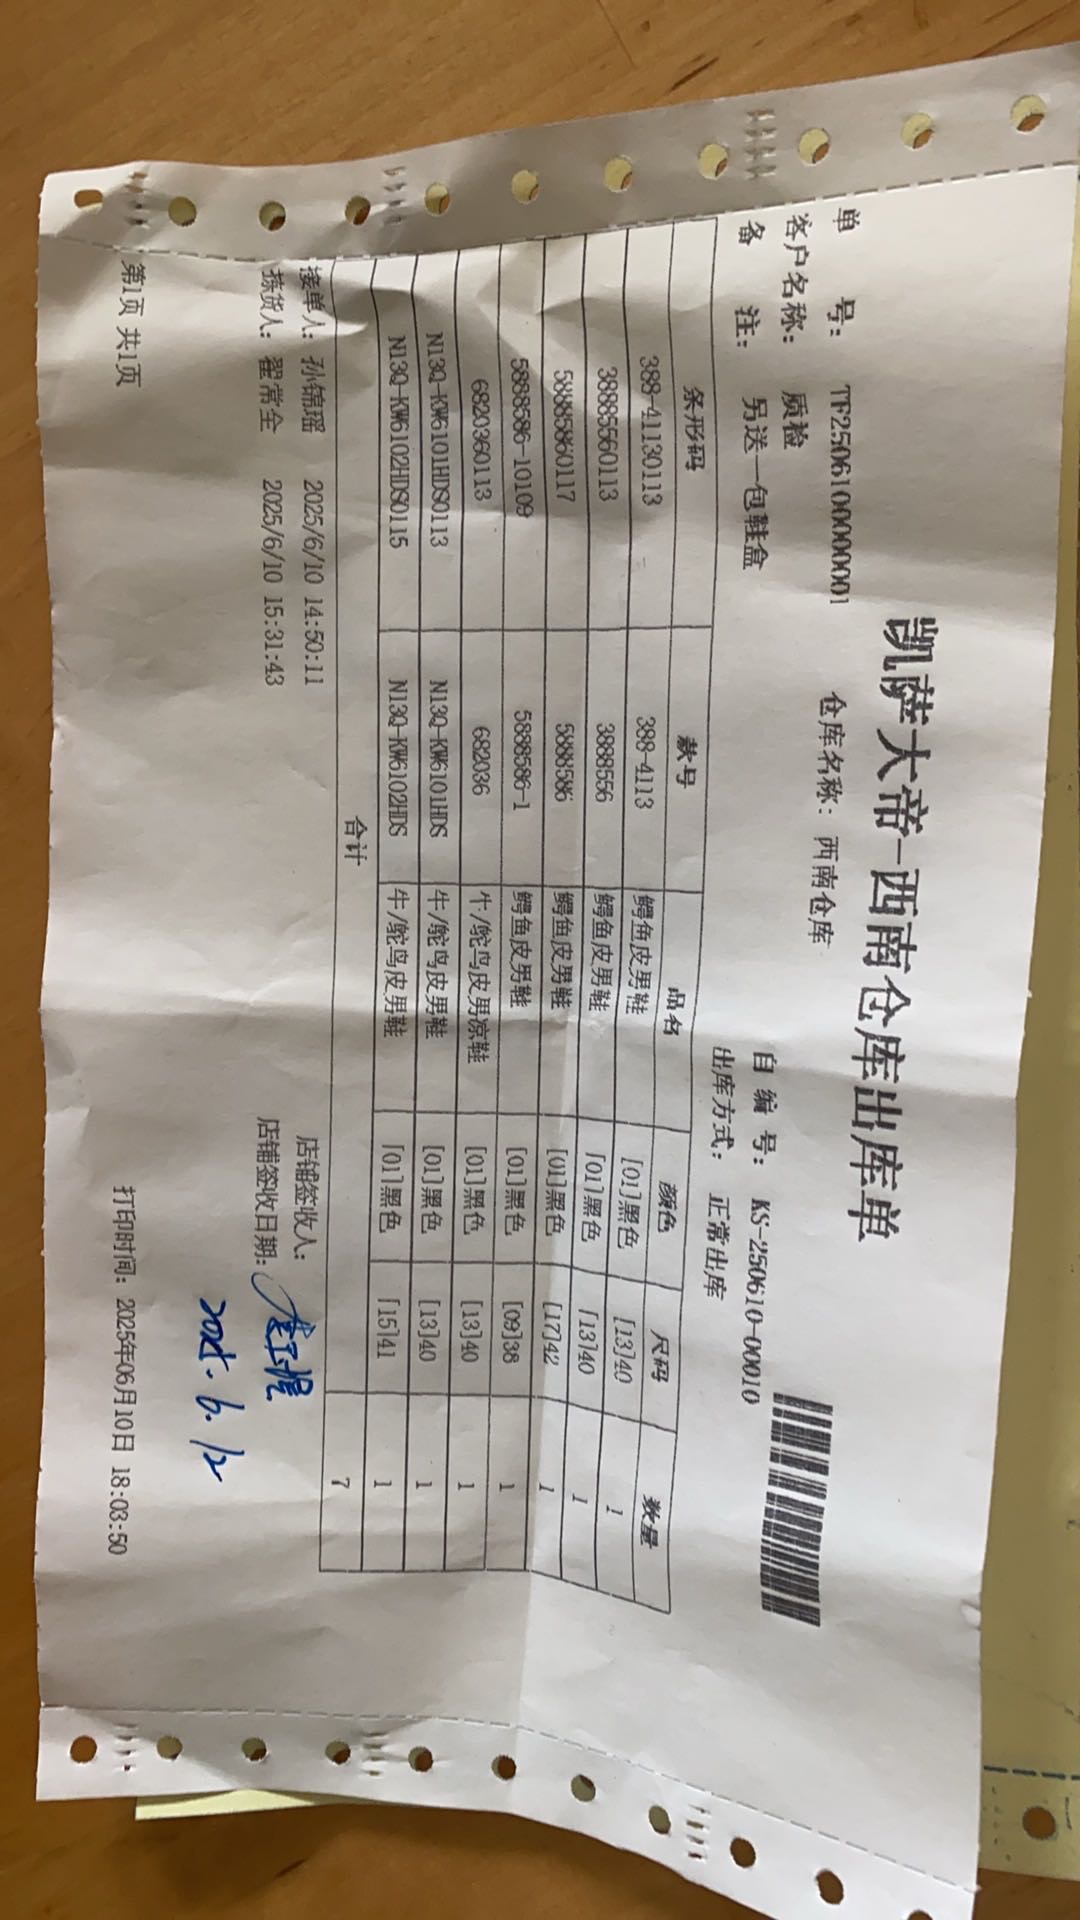 凯萨大帝-西南仓库出库单
单 号: TF2506100000001 仓库名称: 西南仓库 自 编 号: KS-250610-00010
客户名称: 质检 出库方式: 正常出库
备 注: 另送一包鞋盒
条形码 款号 品名 颜色 尺码 数量
388-41130113 388-4113 鳄鱼皮男鞋 [01]黑色 [13]40 1
3888560113 3888556 鳄鱼皮男鞋 [01]黑色 [13]40 1
58885860117 5888586 鳄鱼皮男鞋 [01]黑色 [17]42 1
5888586-10109 5888586-1 鳄鱼皮男鞋 [01]黑色 [09]38 1
6820360113 682036 牛/鸵鸟皮男凉鞋 [01]黑色 [13]40 1
N13Q-KW6101HDS0113 N13Q-KW6101HDS 牛/鸵鸟皮男鞋 [01]黑色 [13]40 1
N13Q-KW6102HDS0115 N13Q-KW6102HDS 牛/鸵鸟皮男鞋 [01]黑色 [15]41 1
合计 7
接单人: 孙锦瑶 2025/6/10 14:50:11 店铺签收人:
拣货人: 翟常全 2025/6/10 15:31:43 店铺签收日期:
2025.6.12
第1页 共1页 打印时间: 2025年06月10日 18:03:50